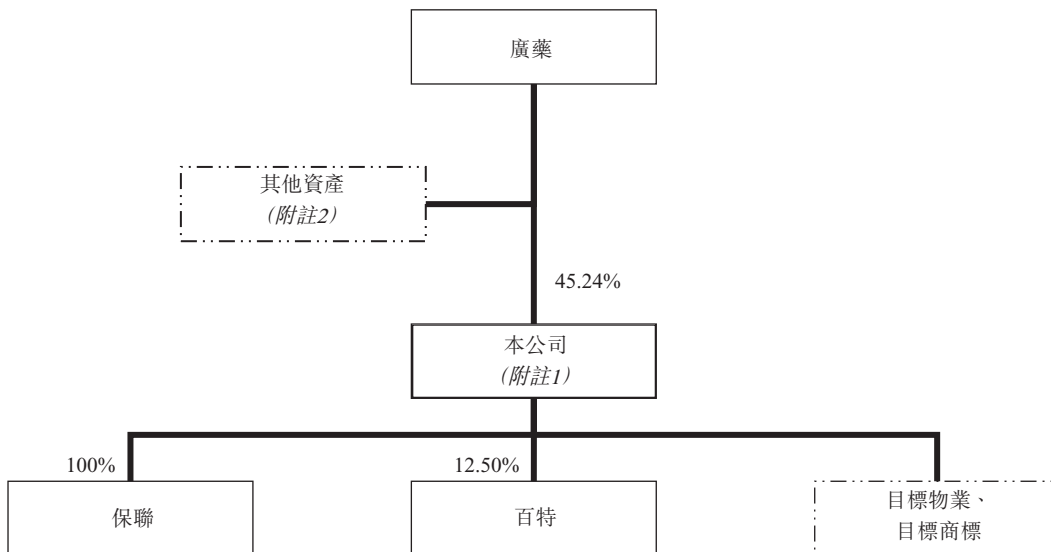 廣藥
其他資產
（附註2）
45.24%
本公司
（附註1）
100%
12.50%
保聯
百特
目標物業、
目標商標